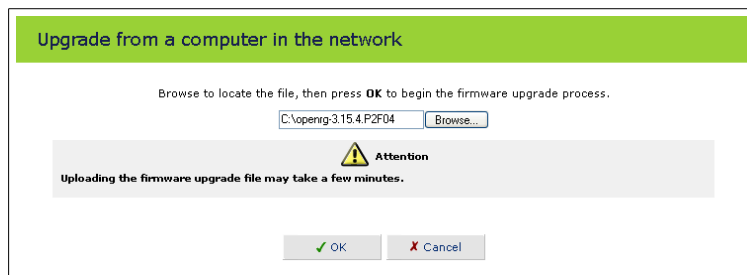 Upgrade from a computer in the network
Browse to locate the file, then press OK to begin the firmware upgrade process.
C:\openrg-3.15.4.P2F04 Browse...
Attention
Uploading the firmware upgrade file may take a few minutes.
OK Cancel